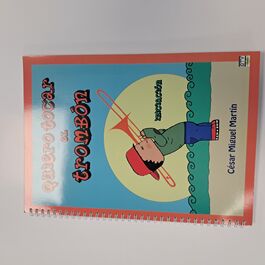 Quiero tocar
el
trombón
INICIACIÓN
César Miguel Martín